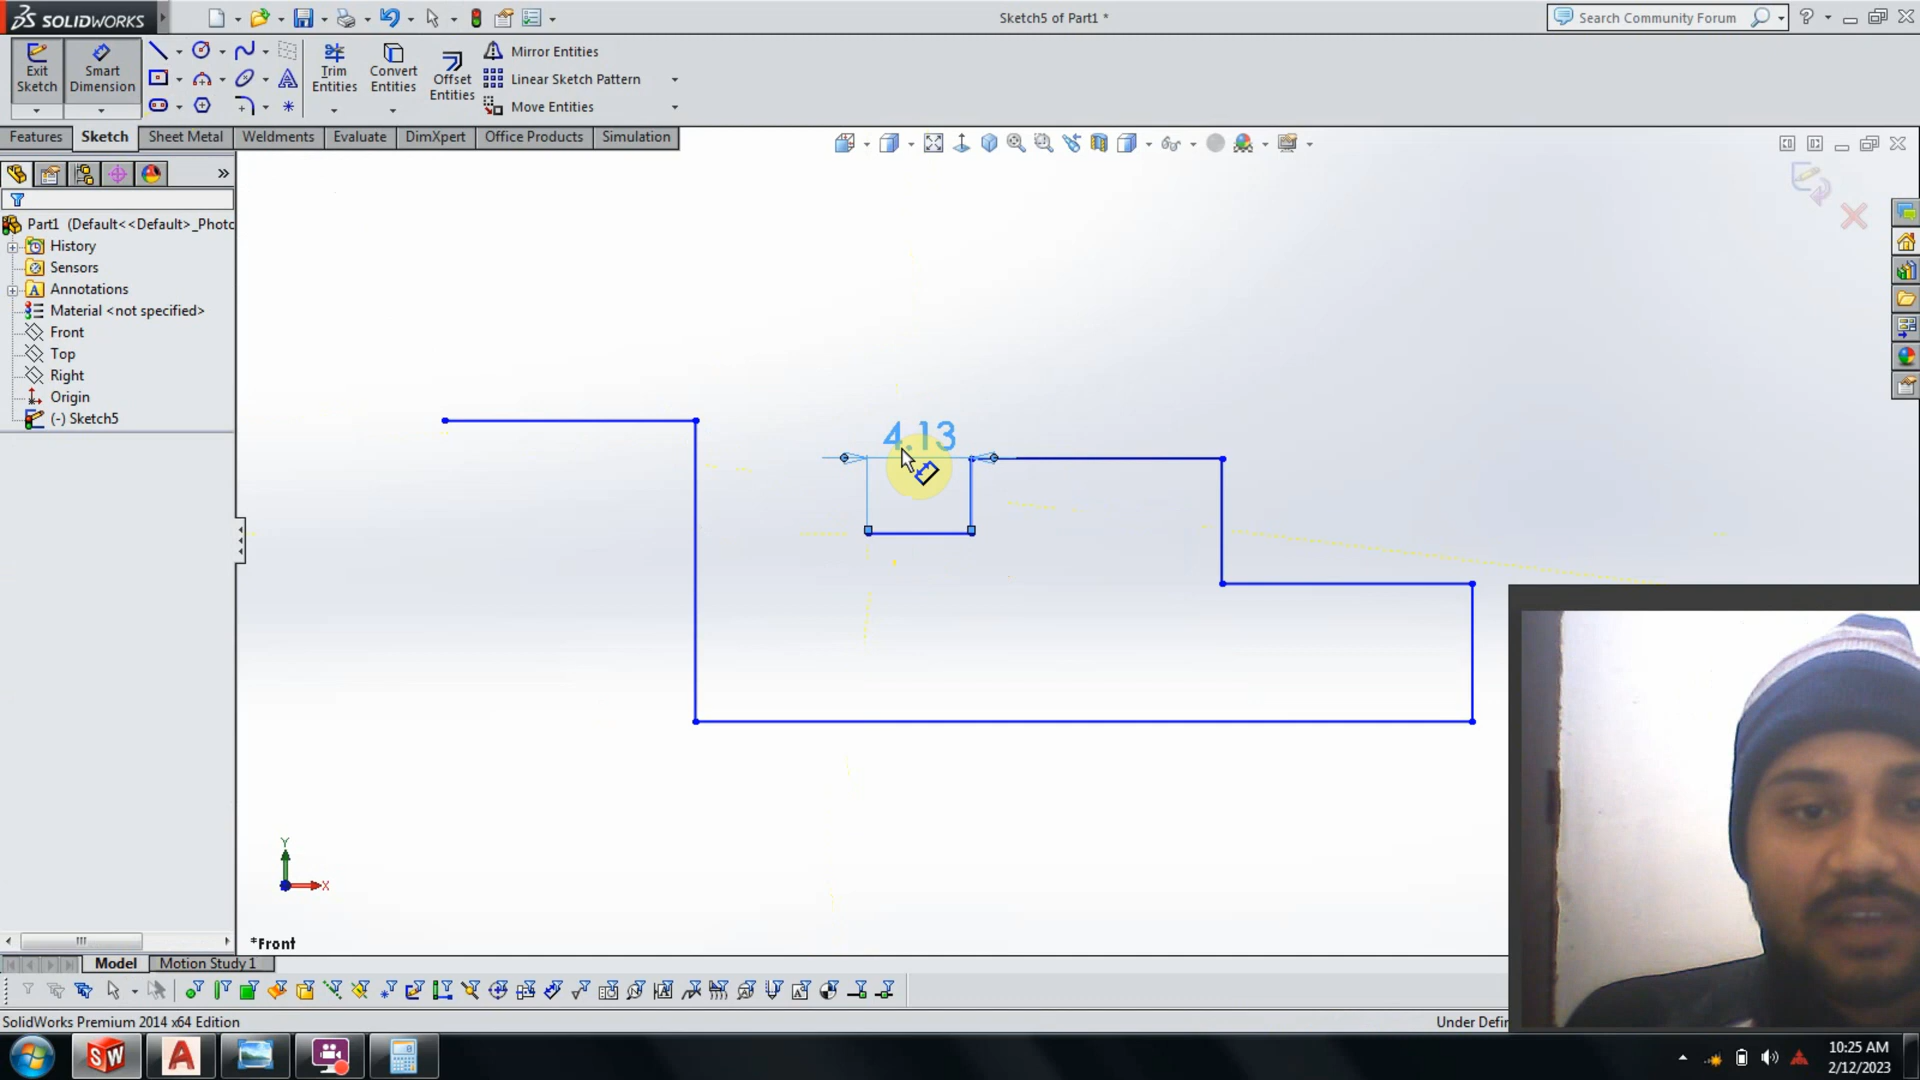 SOLIDWORKS
Sketch5 of Part1 *
Search Community Forum
Exit Sketch
Smart Dimension
Trim Entities
Convert Entities
Offset Entities
Mirror Entities
Linear Sketch Pattern
Move Entities
Features
Sketch
Sheet Metal
Weldments
Evaluate
DimXpert
Office Products
Simulation
Part1 (Default<<Default>_Photo
History
Sensors
Annotations
Material <not specified>
Front
Top
Right
Origin
(-) Sketch5
4.13
Y
X
*Front
Model
Motion Study 1
SolidWorks Premium 2014 x64 Edition
Under Defin
10:25 AM
2/12/2023